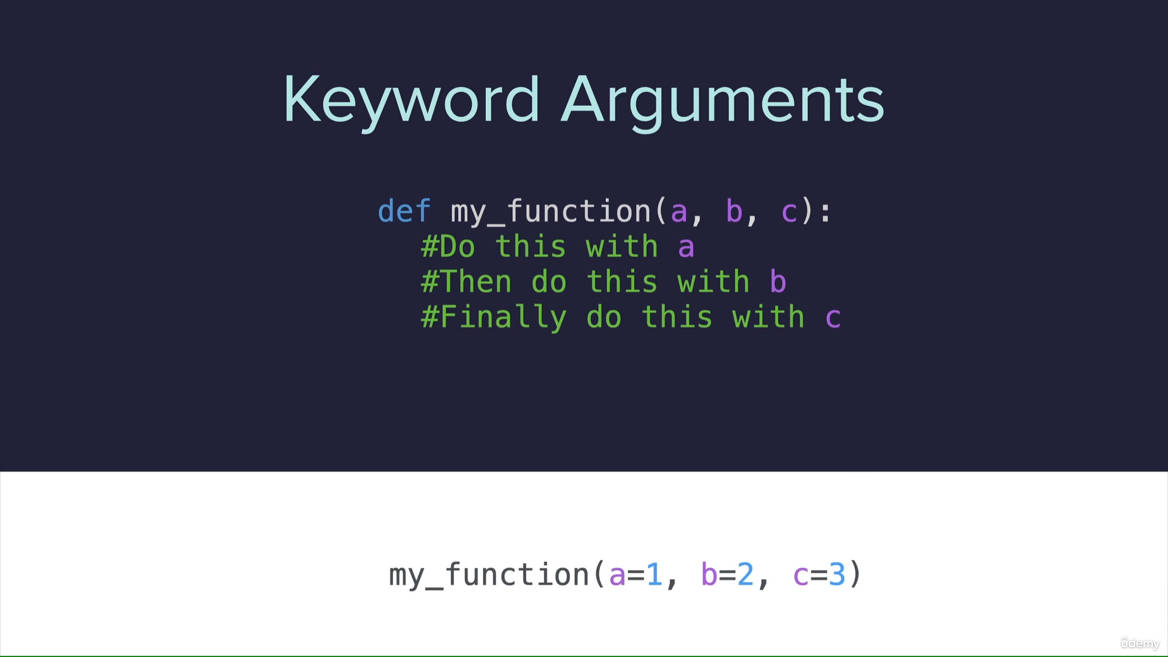 Keyword Arguments
def my_function(a, b, c):
#Do this with a
#Then do this with b
#Finally do this with c
my_function(a=1, b=2, c=3)
ûdemy